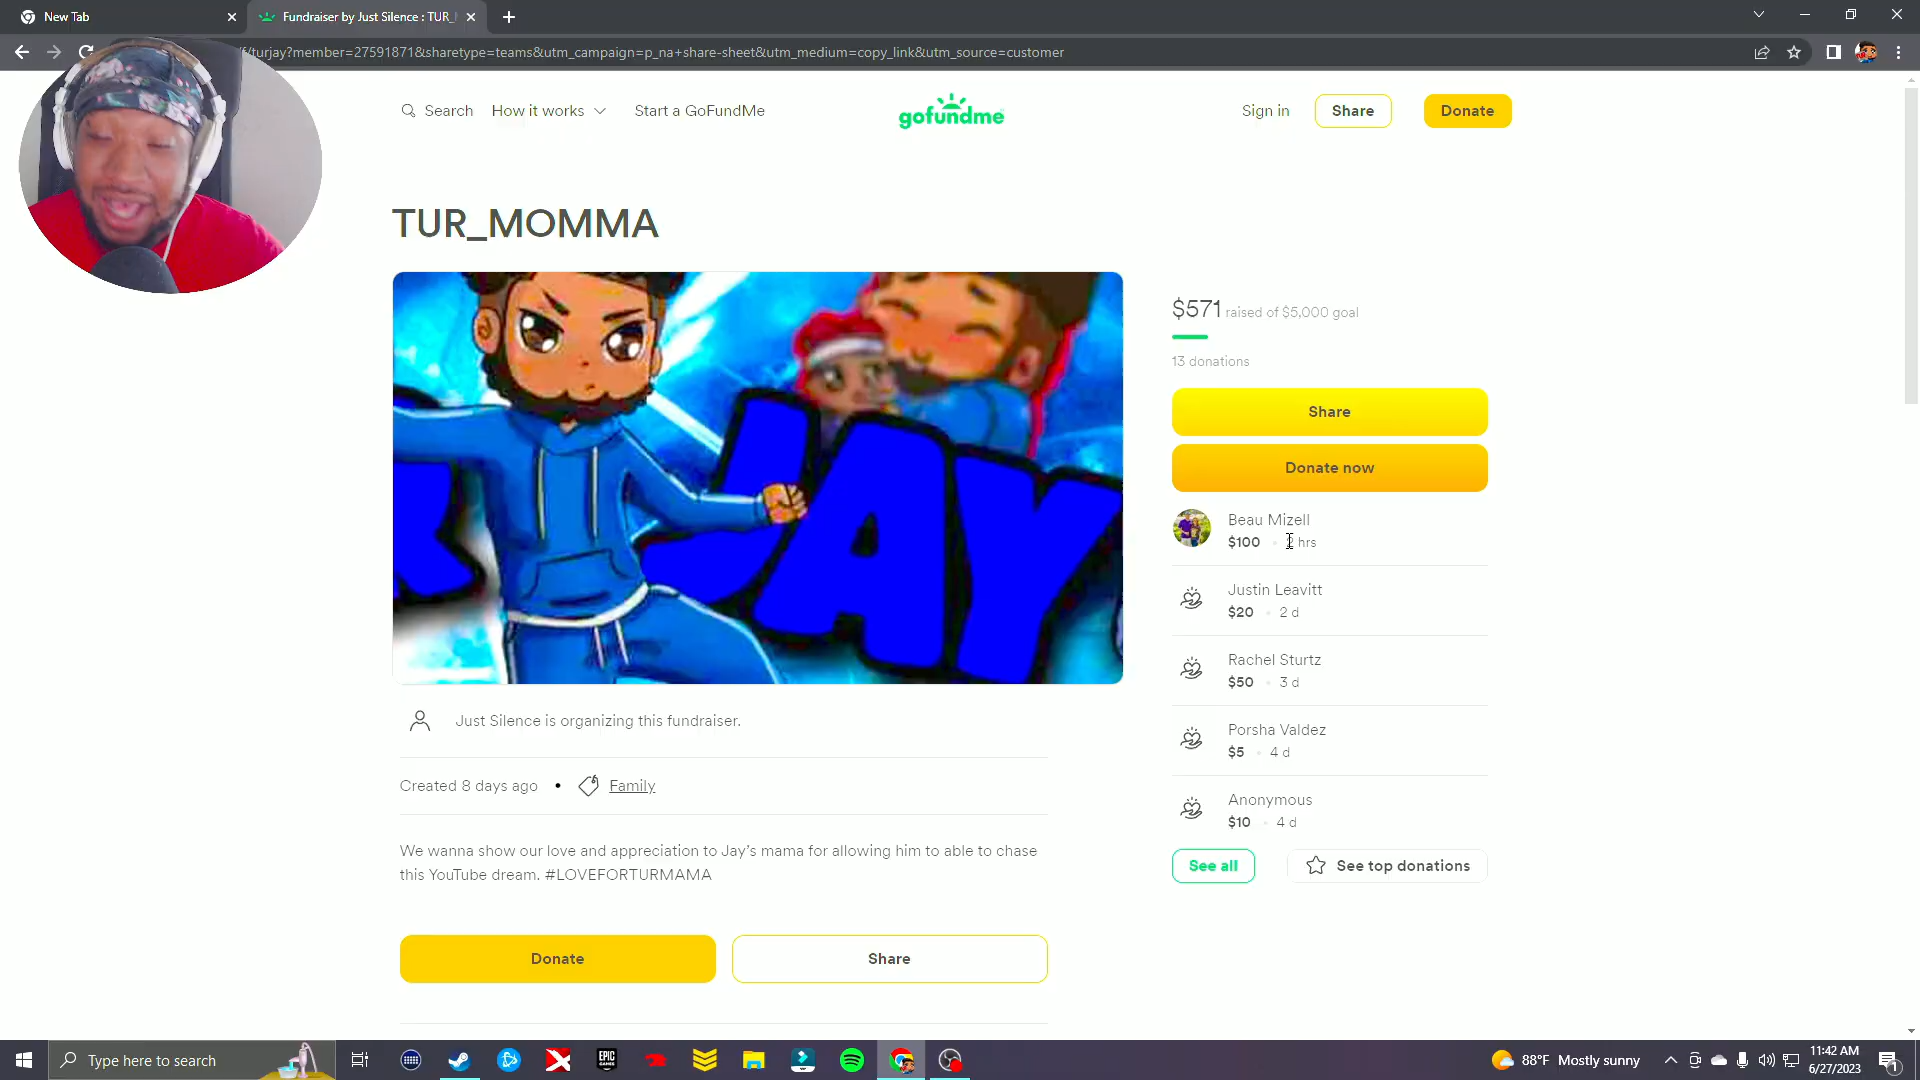 New Tab
Fundraiser by Just Silence : TUR_
/turjay?member=27591871&sharetype=teams&utm_campaign=p_na+share-sheet&utm_medium=copy_link&utm_source=customer
Search
How it works
Start a GoFundMe
gofundme
Sign in
Share
Donate
TUR_MOMMA
JAY
$571 raised of $5,000 goal
13 donations
Share
Donate now
Beau Mizell
$100 • 2 hrs
Justin Leavitt
$20 • 2 d
Rachel Sturtz
$50 • 3 d
Porsha Valdez
$5 • 4 d
Anonymous
$10 • 4 d
See all
See top donations
Just Silence is organizing this fundraiser.
Created 8 days ago • Family
We wanna show our love and appreciation to Jay’s mama for allowing him to able to chase
this YouTube dream. #LOVEFORTURMAMA
Donate
Share
Type here to search
EPIC
GAMES
88°F Mostly sunny
11:42 AM
6/27/2023
1